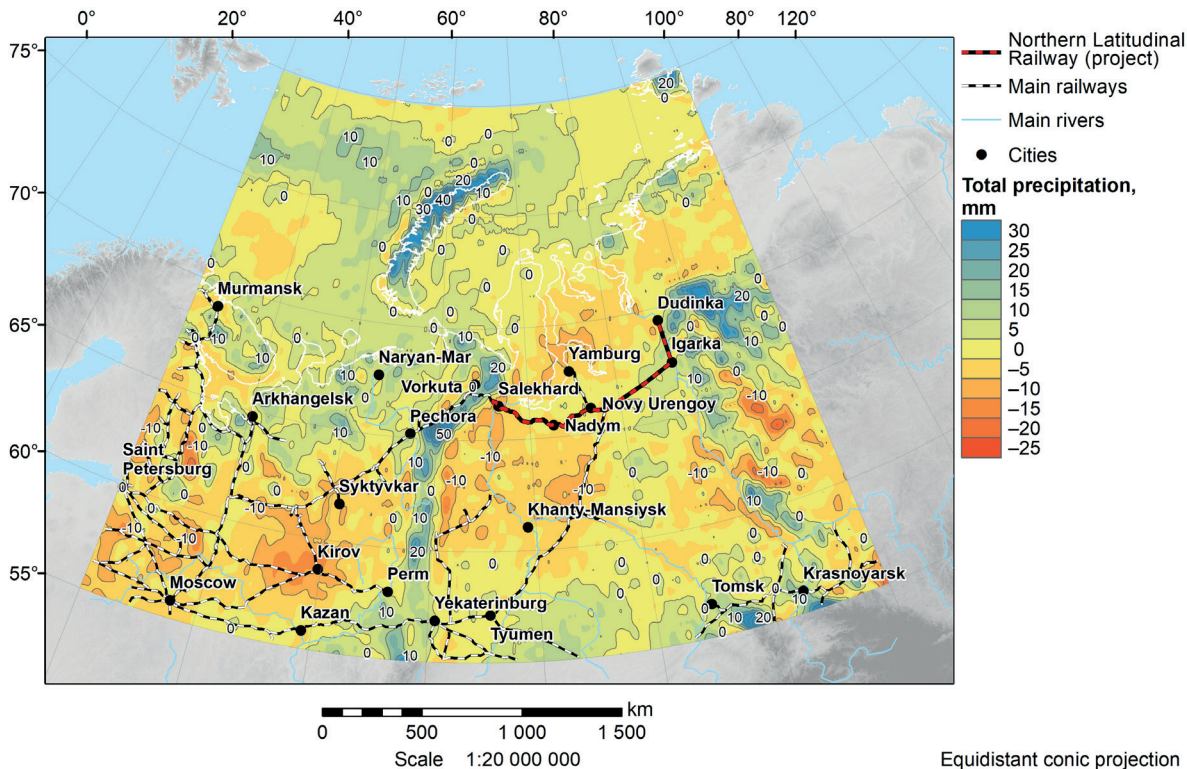 0° 20° 40° 60° 80° 100° 80° 120°
75°
70°
65°
60°
55°
Murmansk
Naryan-Mar
Arkhangelsk
Vorkuta
Salekhard
Pechora
Yamburg
Dudinka
Igarka
Novy Urengoy
Nadym
Saint
Petersburg
Syktyvkar
Khanty-Mansiysk
Kirov
Perm
Moscow
Kazan
Yekaterinburg
Tyumen
Tomsk
Krasnoyarsk
Northern Latitudinal
Railway (project)
Main railways
Main rivers
Cities
Total precipitation,
mm
30
25
20
15
10
5
0
–5
–10
–15
–20
–25
km
0 500 1 000 1 500
Scale 1:20 000 000
Equidistant conic projection